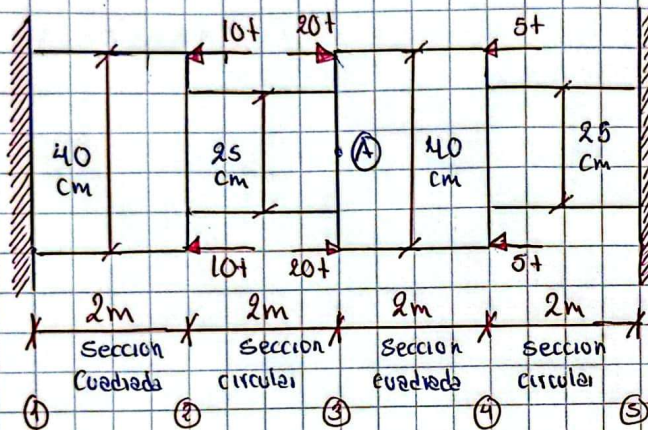 10t 20t 5t
40 cm
25 cm
A
40 cm
25 cm
10t 20t 5t
2m 2m 2m 2m
Seccion Cuadrada
Seccion circular
Seccion cuadrada
Seccion circular
1 2 3 4 5